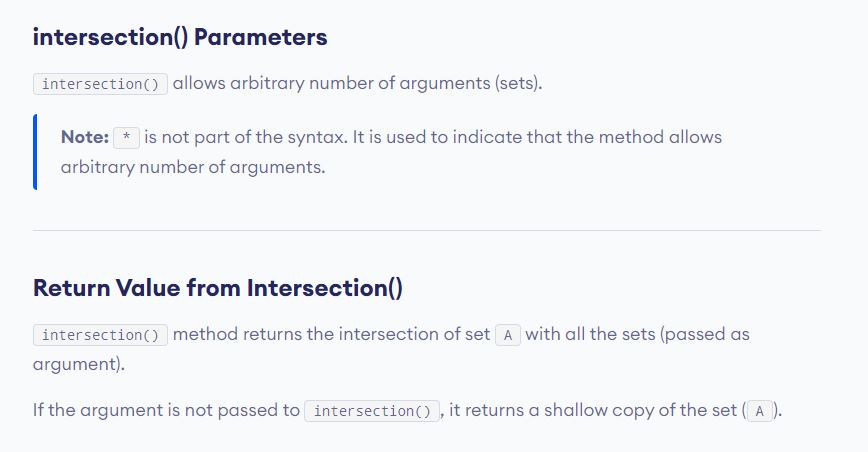 intersection() Parameters
intersection() allows arbitrary number of arguments (sets).
Note: * is not part of the syntax. It is used to indicate that the method allows
arbitrary number of arguments.
Return Value from Intersection()
intersection() method returns the intersection of set A with all the sets (passed as
argument).
If the argument is not passed to intersection(), it returns a shallow copy of the set (A).